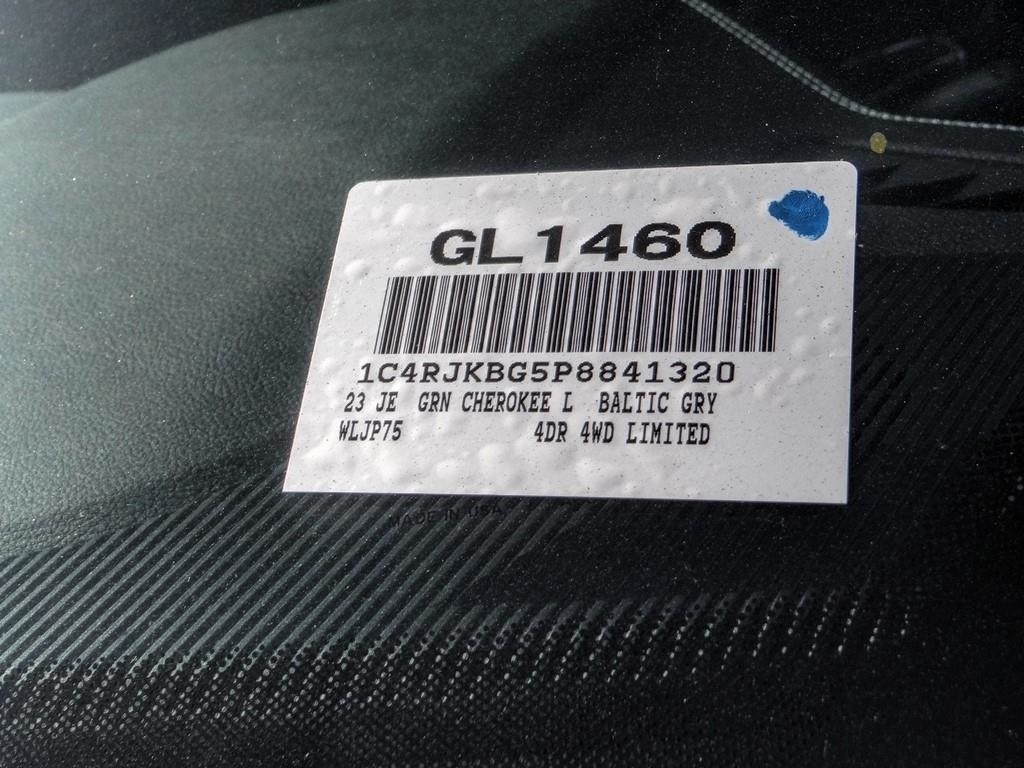 GL1460
1C4RJKBG5P8841320
23 JE GRN CHEROKEE L BALTIC GRY
WLJP75 4DR 4WD LIMITED
MADE IN USA